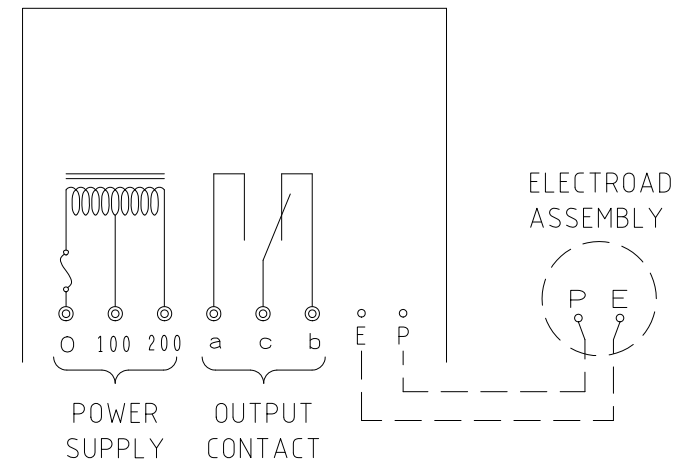 ELECTROAD
ASSEMBLY
P E
O 100 200 a c b E P
POWER
SUPPLY
OUTPUT
CONTACT